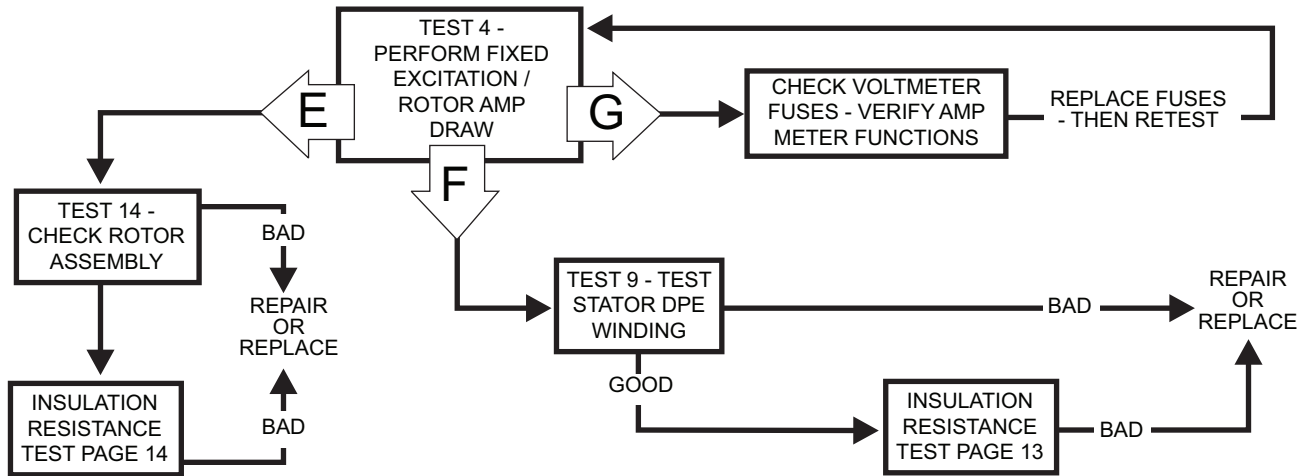 TEST 4 -
PERFORM FIXED
EXCITATION /
ROTOR AMP
DRAW
E
G
F
CHECK VOLTMETER
FUSES - VERIFY AMP
METER FUNCTIONS
REPLACE FUSES
- THEN RETEST
TEST 14 -
CHECK ROTOR
ASSEMBLY
BAD
REPAIR
OR
REPLACE
BAD
INSULATION
RESISTANCE
TEST PAGE 14
TEST 9 - TEST
STATOR DPE
WINDING
BAD
REPAIR
OR
REPLACE
GOOD
INSULATION
RESISTANCE
TEST PAGE 13
BAD